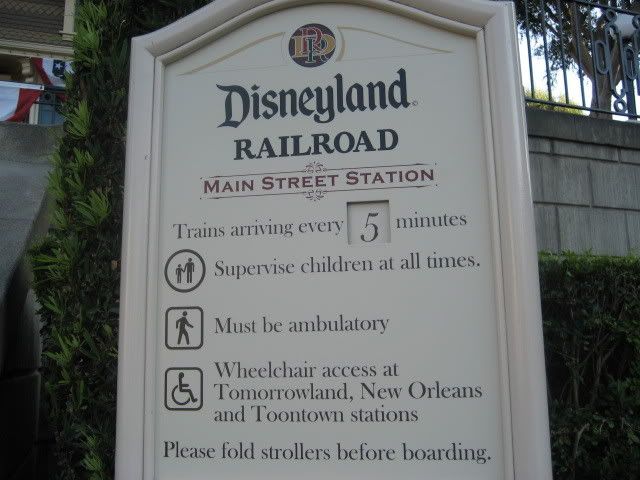 DRR
Disneyland©
RAILROAD
MAIN STREET STATION
Trains arriving every 5 minutes
Supervise children at all times.
Must be ambulatory
Wheelchair access at
Tomorrowland, New Orleans
and Toontown stations
Please fold strollers before boarding.